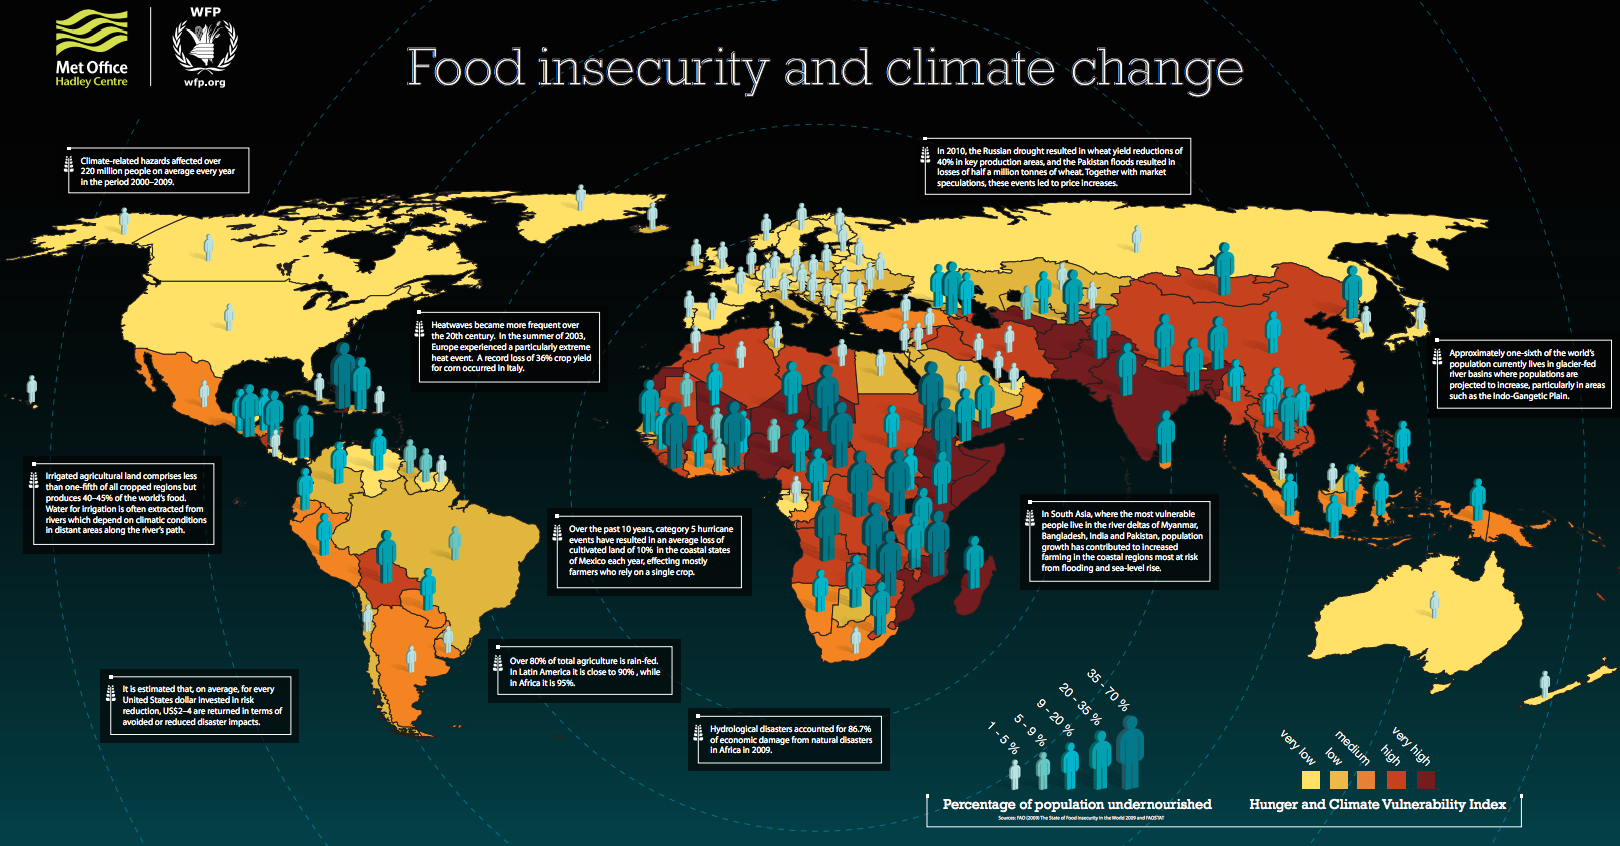 Met Office
Hadley Centre
WFP
wfp.org
Food insecurity and climate change
Climate-related hazards affected over
220 million people on average every year
in the period 2000–2009.
In 2010, the Russian drought resulted in wheat yield reductions of
40% in key production areas, and the Pakistan floods resulted in
losses of half a million tonnes of wheat. Together with market
speculations, these events led to price increases.
Heatwaves became more frequent over
the 20th century. In the summer of 2003,
Europe experienced a particularly extreme
heat event. A record loss of 36% crop yield
for corn occurred in Italy.
Approximately one-sixth of the world's
population currently lives in glacier-fed
river basins where populations are
projected to increase, particularly in areas
such as the Indo-Gangetic Plain.
Irrigated agricultural land comprises less
than one-fifth of all cropped regions but
produces 40–45% of the world's food.
Water for irrigation is often extracted from
rivers which depend on climatic conditions
in distant areas along the river's path.
Over the past 10 years, category 5 hurricane
events have resulted in an average loss of
cultivated land of 10% in the coastal states
of Mexico each year, effecting mostly
farmers who rely on a single crop.
In South Asia, where the most vulnerable
people live in the river deltas of Myanmar,
Bangladesh, India and Pakistan, population
growth has contributed to increased
farming in the coastal regions most at risk
from flooding and sea-level rise.
Over 80% of total agriculture is rain-fed.
In Latin America it is close to 90% , while
in Africa it is 95%.
It is estimated that, on average, for every
United States dollar invested in risk
reduction, US$2–4 are returned in terms of
avoided or reduced disaster impacts.
Hydrological disasters accounted for 86.7%
of economic damage from natural disasters
in Africa in 2009.
1 - 5 %
5 - 9 %
9 - 20 %
20 - 35 %
35 - 70 %
Percentage of population undernourished
Sources: FAO (2009) The State of Food Insecurity in the World 2009 and FAOSTAT
very low
low
medium
high
very high
Hunger and Climate Vulnerability Index